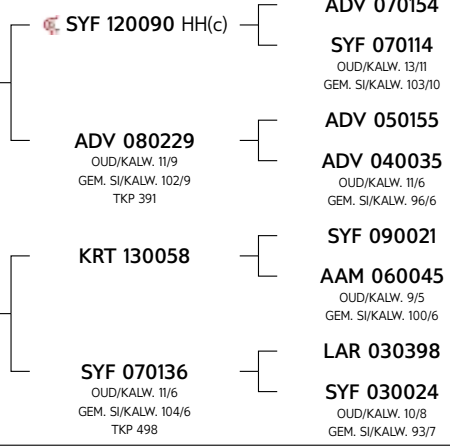 ADV 070154
SYF 120090 HH(c)
SYF 070114
OUD/KALW. 13/11
GEM. SI/KALW. 103/10
ADV 050155
ADV 080229
OUD/KALW. 11/9
GEM. SI/KALW. 102/9
TKP 391
ADV 040035
OUD/KALW. 11/6
GEM. SI/KALW. 96/6
SYF 090021
KRT 130058
AAM 060045
OUD/KALW. 9/5
GEM. SI/KALW. 100/6
LAR 030398
SYF 070136
OUD/KALW. 11/6
GEM. SI/KALW. 104/6
TKP 498
SYF 030024
OUD/KALW. 10/8
GEM. SI/KALW. 93/7